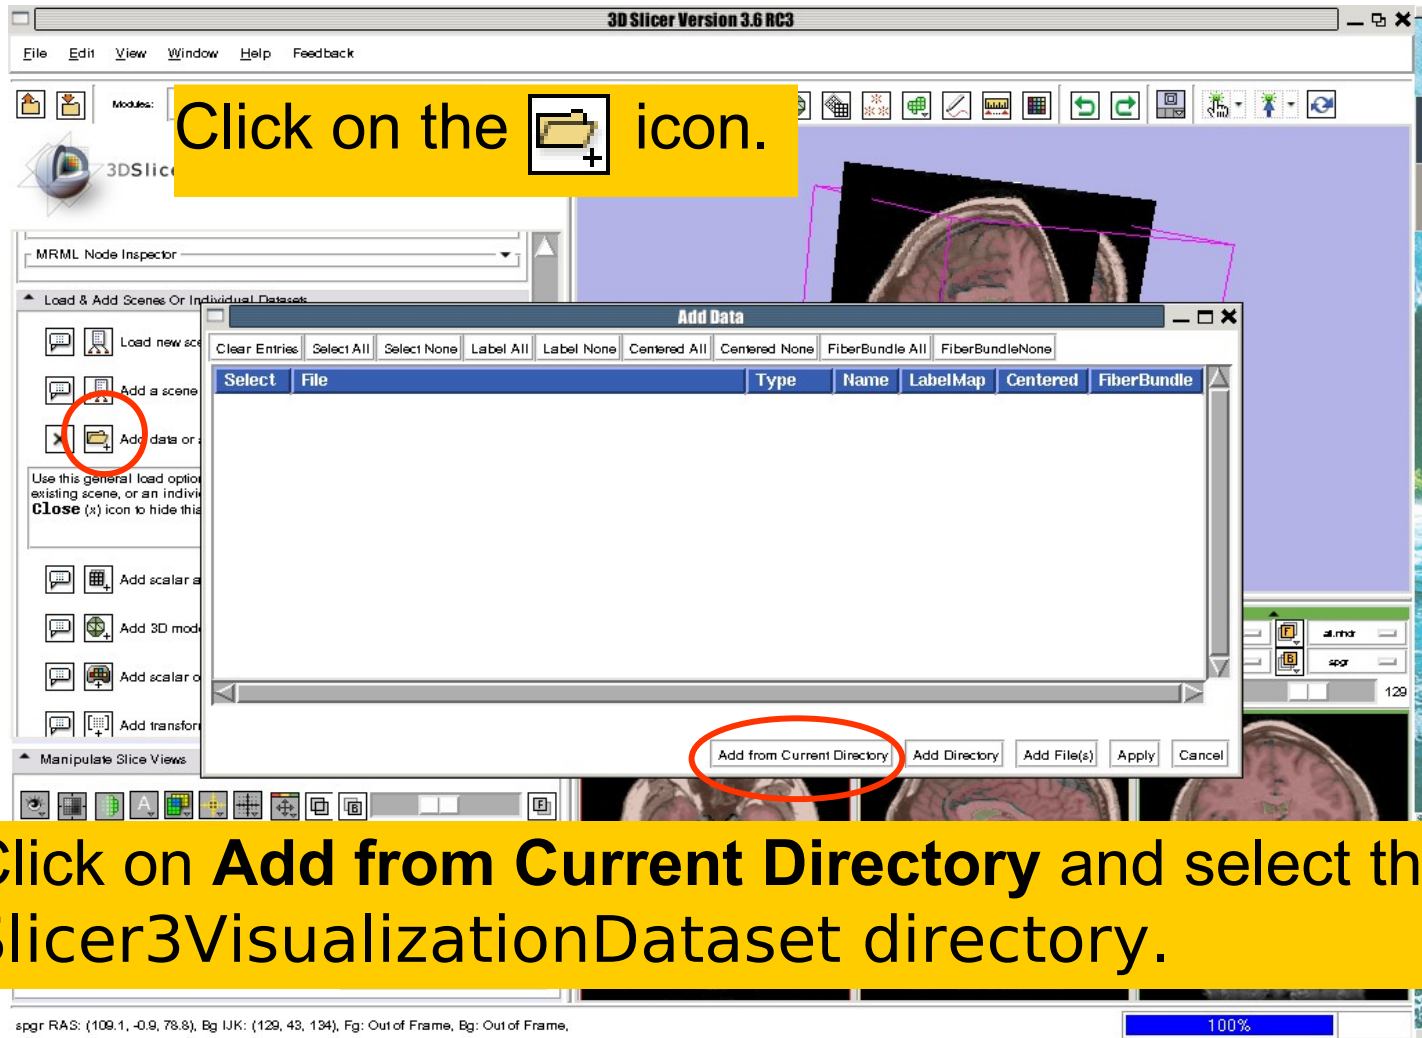 3D Slicer Version 3.6 RC3
File Edit View Window Help Feedback
Modules:
Click on the icon.
3DSlic
MRML Node Inspector
Load & Add Scenes Or Individual Datasets
Add Data
Load new sce
Clear Entries Select All Select None Label All Label None Centered All Centered None FiberBundle All FiberBundleNone
Select File Type Name LabelMap Centered FiberBundle
Add a scene
Add data or a
Use this general load option
existing scene, or an indivi
Close (x) icon to hide this
Add scalar a
Add 3D mod
F all.nhdr
Add scalar o
B spgr
129
Add transfor
Manipulate Slice Views
Add from Current Directory Add Directory Add File(s) Apply Cancel
A B F
Click on Add from Current Directory and select th
Slicer3VisualizationDataset directory.
spgr RAS: (109.1, -0.9, 78.8), Bg IJK: (129, 43, 134), Fg: Out of Frame, Bg: Out of Frame,
100%